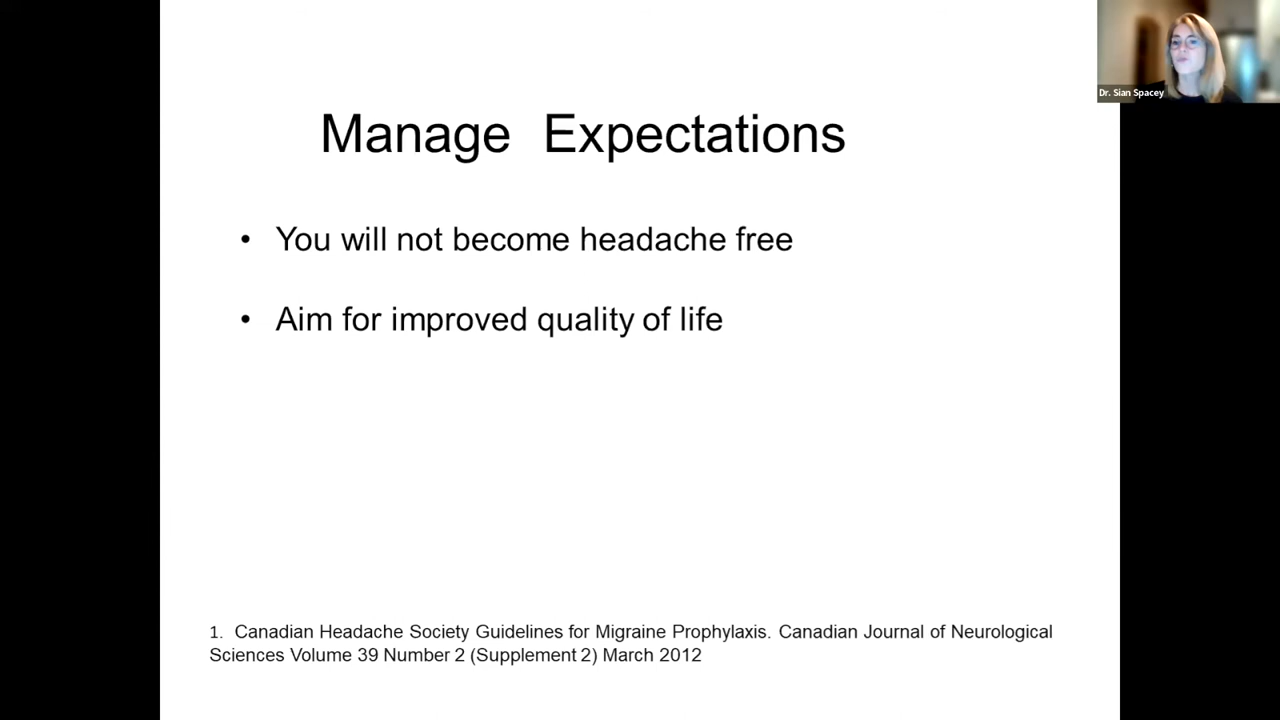 Dr. Sian Spacey
Manage Expectations
• You will not become headache free
• Aim for improved quality of life
1. Canadian Headache Society Guidelines for Migraine Prophylaxis. Canadian Journal of Neurological
Sciences Volume 39 Number 2 (Supplement 2) March 2012